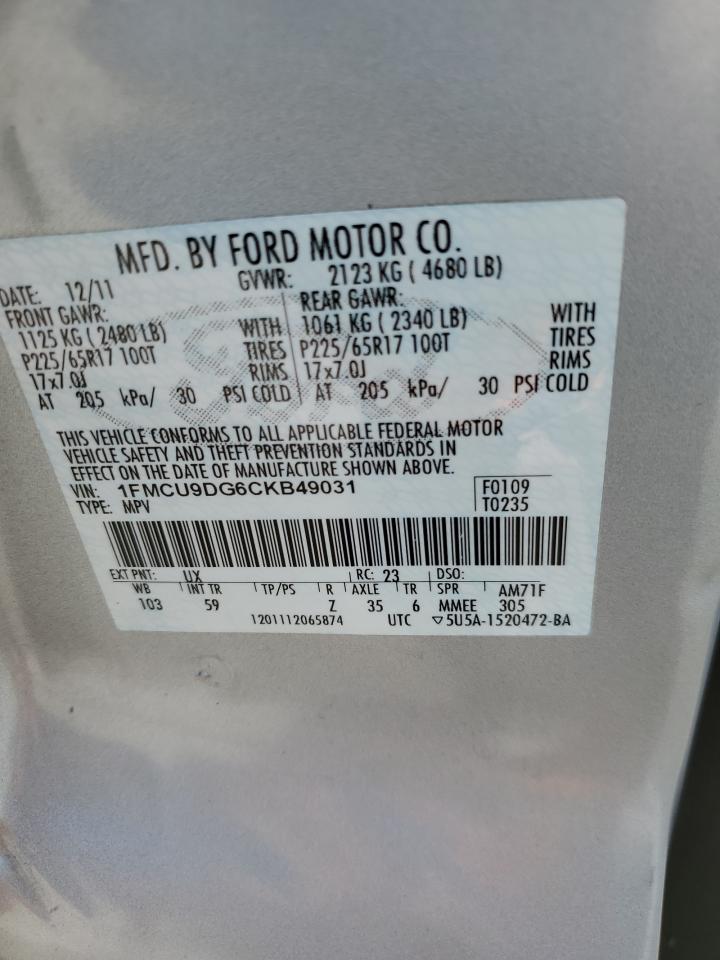 MFD. BY FORD MOTOR CO.
DATE: 12/11 GVWR: 2123 KG ( 4680 LB)
FRONT GAWR: REAR GAWR:
1125 KG ( 2480 LB) WITH 1061 KG ( 2340 LB) WITH
P225/65R17 100T TIRES P225/65R17 100T TIRES
17x7.0J RIMS 17x7.0J RIMS
AT 205 kPa/ 30 PSI COLD AT 205 kPa/ 30 PSI COLD
THIS VEHICLE CONFORMS TO ALL APPLICABLE FEDERAL MOTOR
VEHICLE SAFETY AND THEFT PREVENTION STANDARDS IN
EFFECT ON THE DATE OF MANUFACTURE SHOWN ABOVE.
VIN: 1FMCU9DG6CKB49031 F0109
TYPE: MPV T0235
EXT PNT: UX RC: 23 DSO:
WB INT TR TP/PS R AXLE TR SPR AM71F
103 59 Z 35 6 MMEE 305
1201112065874 UTC ▽5U5A-1520472-BA
Ford